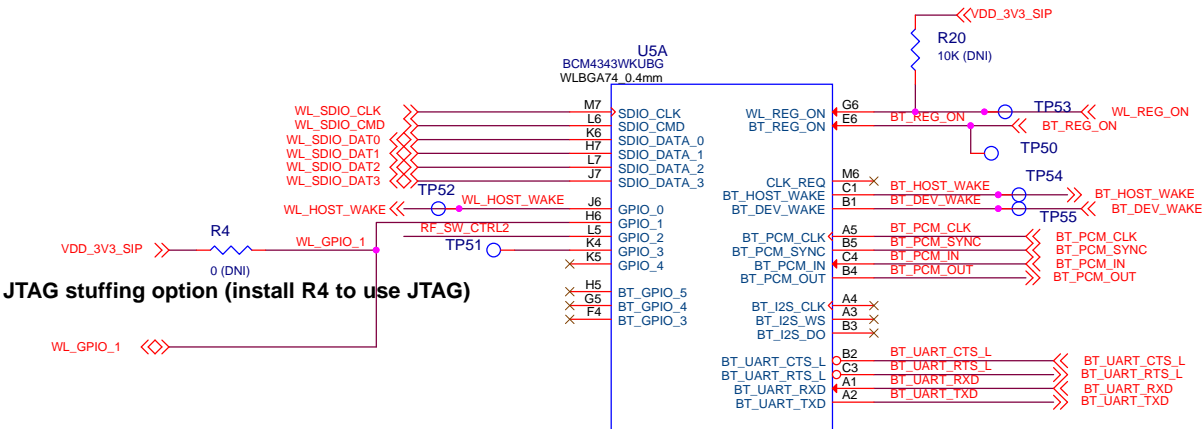 VDD_3V3_SIP
R20
10K (DNI)
U5A
BCM4343WKUBG
WLBGA74_0.4mm
WL_SDIO_CLK M7 SDIO_CLK WL_REG_ON G6 TP53 WL_REG_ON
WL_SDIO_CMD L6 SDIO_CMD BT_REG_ON E6 BT_REG_ON BT_REG_ON
WL_SDIO_DAT0 K6 SDIO_DATA_0
WL_SDIO_DAT1 H7 SDIO_DATA_1 TP50
WL_SDIO_DAT2 L7 SDIO_DATA_2
WL_SDIO_DAT3 J7 SDIO_DATA_3 CLK_REQ M6 TP54
TP52 BT_HOST_WAKE C1 BT_HOST_WAKE BT_HOST_WAKE
WL_HOST_WAKE WL_HOST_WAKE J6 GPIO_0 BT_DEV_WAKE B1 BT_DEV_WAKE TP55 BT_DEV_WAKE
H6 GPIO_1
R4 RF_SW_CTRL2 L5 GPIO_2 BT_PCM_CLK A5 BT_PCM_CLK BT_PCM_CLK
VDD_3V3_SIP WL_GPIO_1 TP51 K4 GPIO_3 BT_PCM_SYNC B5 BT_PCM_SYNC BT_PCM_SYNC
K5 GPIO_4 BT_PCM_IN C4 BT_PCM_IN BT_PCM_IN
0 (DNI) BT_PCM_OUT B4 BT_PCM_OUT BT_PCM_OUT
JTAG stuffing option (install R4 to use JTAG)
H5 BT_GPIO_5
G5 BT_GPIO_4 BT_I2S_CLK A4
F4 BT_GPIO_3 BT_I2S_WS A3
BT_I2S_DO B3
WL_GPIO_1
BT_UART_CTS_L B2 BT_UART_CTS_L BT_UART_CTS_L
BT_UART_RTS_L C3 BT_UART_RTS_L BT_UART_RTS_L
BT_UART_RXD A1 BT_UART_RXD BT_UART_RXD
BT_UART_TXD A2 BT_UART_TXD BT_UART_TXD